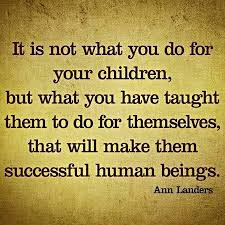 It is not what you do for
your children,
but what you have taught
them to do for themselves,
that will make them
successful human beings.
Ann Landers